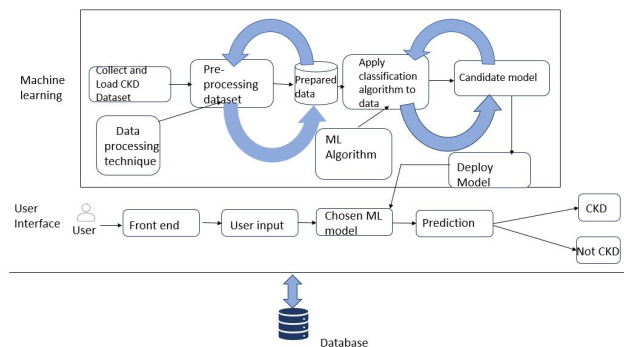 Machine
learning
Collect and
Load CKD
Dataset
Pre-
processing
dataset
Prepared
data
Apply
classification
algorithm to
data
Candidate model
Data
processing
technique
ML
Algorithm
Deploy
Model
User
Interface
User
Front end
User input
Chosen ML
model
Prediction
CKD
Not CKD
Database